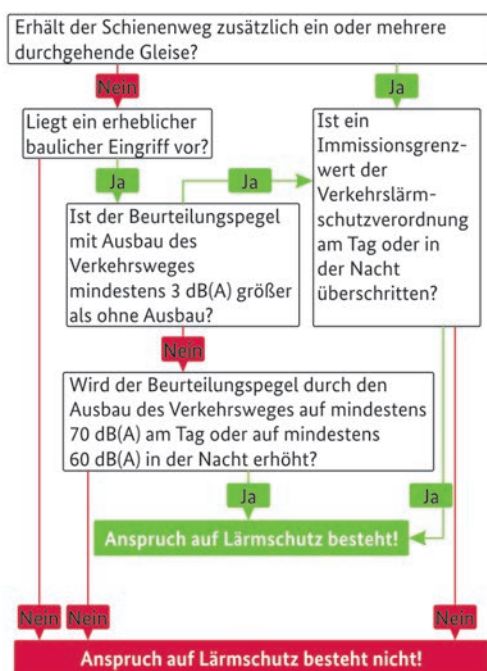 Erhält der Schienenweg zusätzlich ein oder mehrere
durchgehende Gleise?
Nein
Ja
Liegt ein erheblicher
baulicher Eingriff vor?
Ja
Ja
Ist der Beurteilungspegel
mit Ausbau des
Verkehrsweges
mindestens 3 dB(A) größer
als ohne Ausbau?
Ist ein
Immissionsgrenz-
wert der
Verkehrslärm-
schutzverordnung
am Tag oder in
der Nacht
überschritten?
Nein
Wird der Beurteilungspegel durch den
Ausbau des Verkehrsweges auf mindestens
70 dB(A) am Tag oder auf mindestens
60 dB(A) in der Nacht erhöht?
Ja
Ja
Anspruch auf Lärmschutz besteht!
Nein
Nein
Nein
Anspruch auf Lärmschutz besteht nicht!